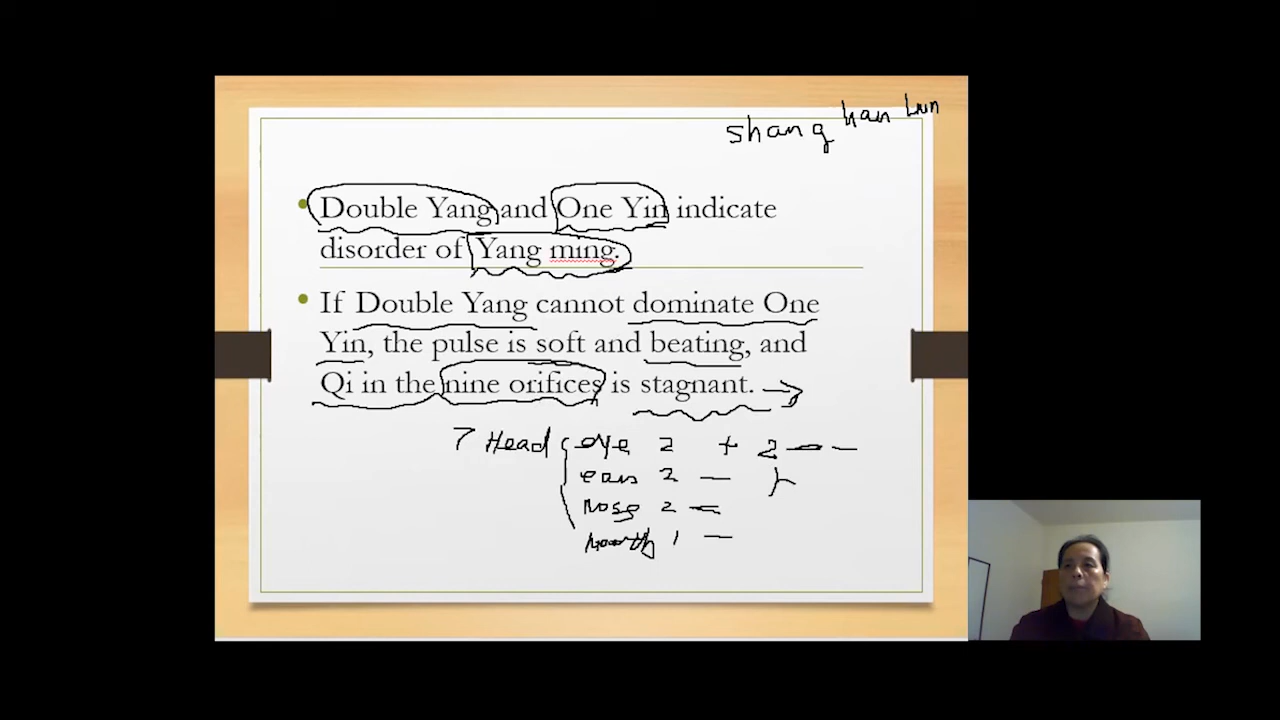 shang han lun
• Double Yang and One Yin indicate
disorder of Yang ming.
• If Double Yang cannot dominate One
Yin, the pulse is soft and beating, and
Qi in the nine orifices is stagnant. →
7 Head eye 2 + 2
ears 2
nose 2
mouth 1